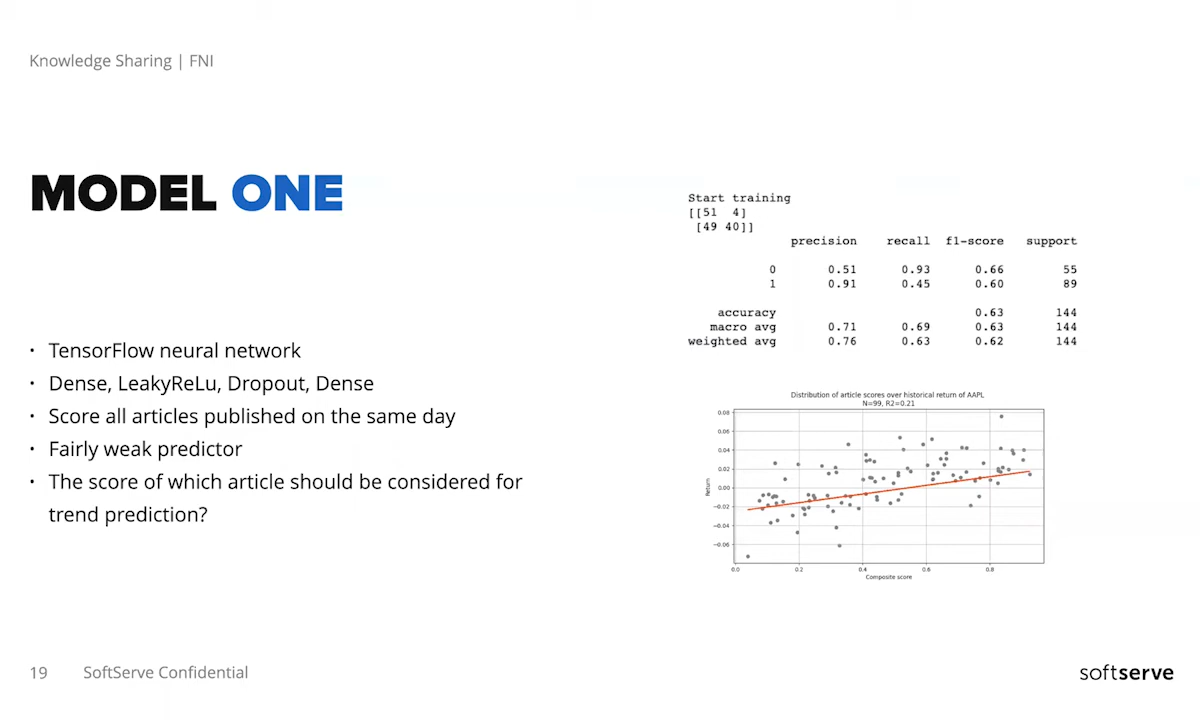 Knowledge Sharing | FNI
MODEL ONE
• TensorFlow neural network
• Dense, LeakyReLu, Dropout, Dense
• Score all articles published on the same day
• Fairly weak predictor
• The score of which article should be considered for
trend prediction?
Start training
[[51  4]
[49 40]]
precision recall f1-score support
0 0.51 0.93 0.66 55
1 0.91 0.45 0.60 89
accuracy 0.63 144
macro avg 0.71 0.69 0.63 144
weighted avg 0.76 0.63 0.62 144
Distribution of article scores over historical return of AAPL
N=99, R2=0.21
0.08
0.06
0.04
0.02
0.00
−0.02
−0.04
−0.06
Return
0.0 0.2 0.4 0.6 0.8
Composite score
19 SoftServe Confidential
softserve